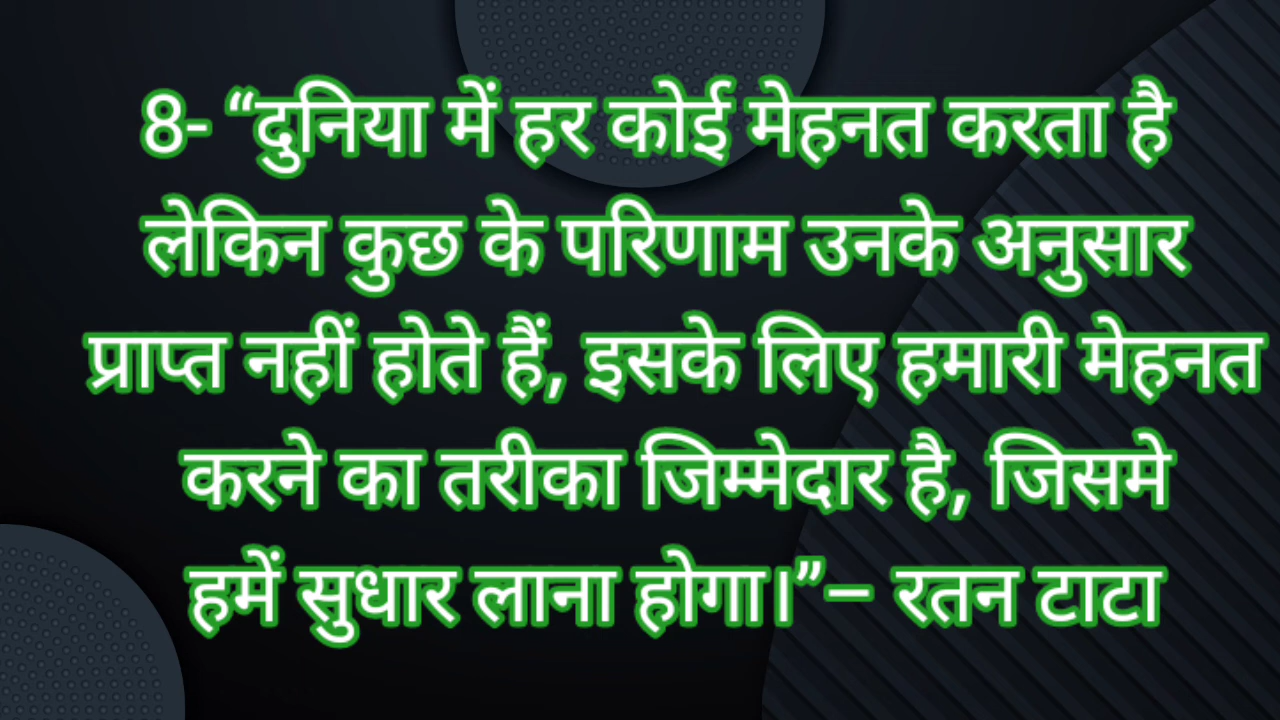 8- “दुनिया में हर कोई मेहनत करता है
लेकिन कुछ के परिणाम उनके अनुसार
प्राप्त नहीं होते हैं, इसके लिए हमारी मेहनत
करने का तरीका जिम्मेदार है, जिसमे
हमें सुधार लाना होगा।”– रतन टाटा